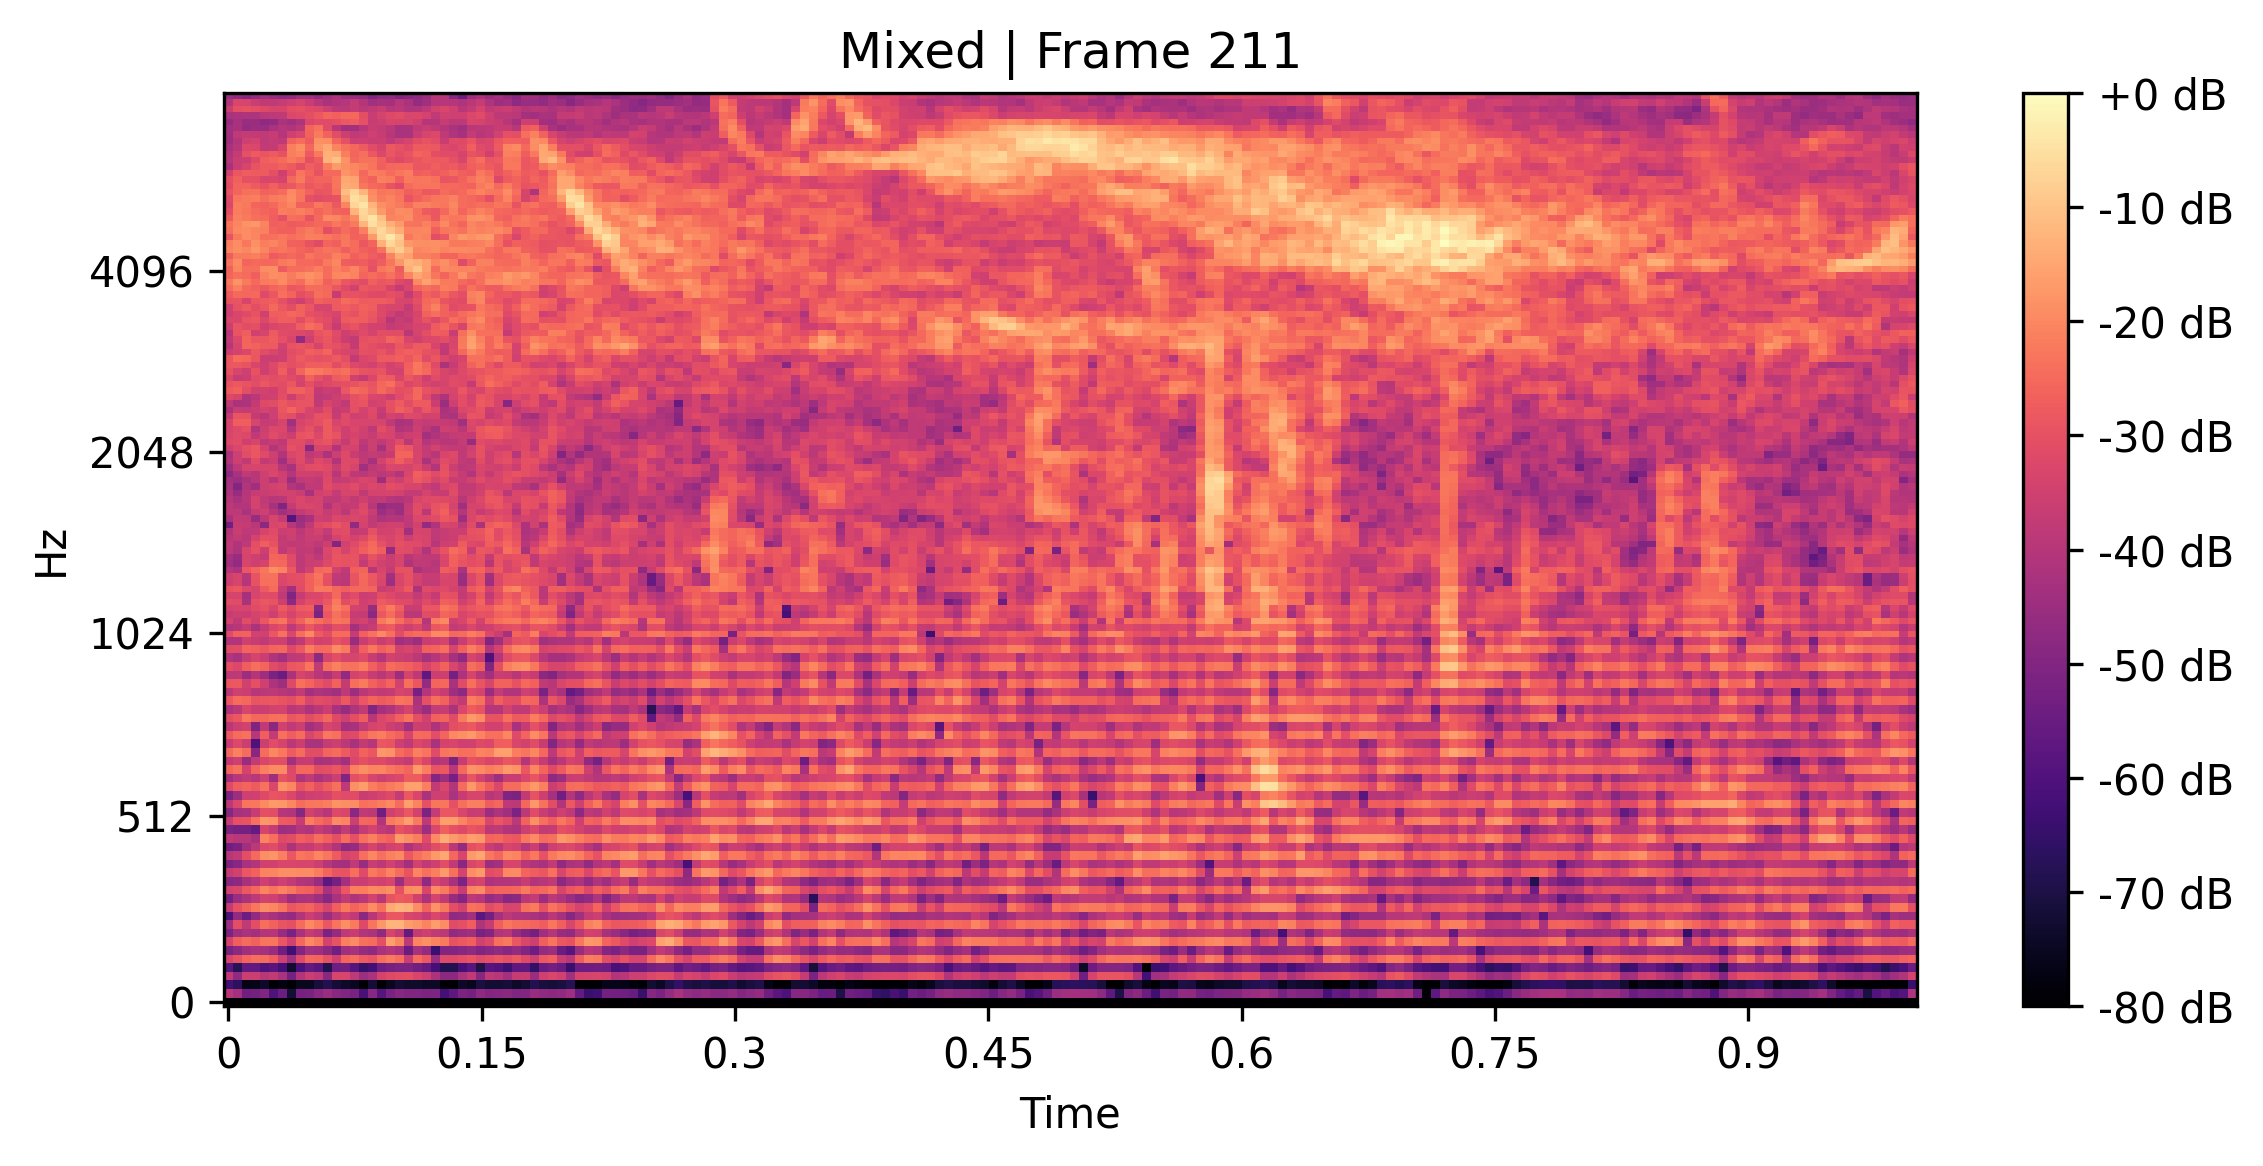 Mixed | Frame 211
+0 dB
-10 dB
-20 dB
-30 dB
-40 dB
-50 dB
-60 dB
-70 dB
-80 dB
4096
2048
1024
512
0
Hz
0 0.15 0.3 0.45 0.6 0.75 0.9
Time